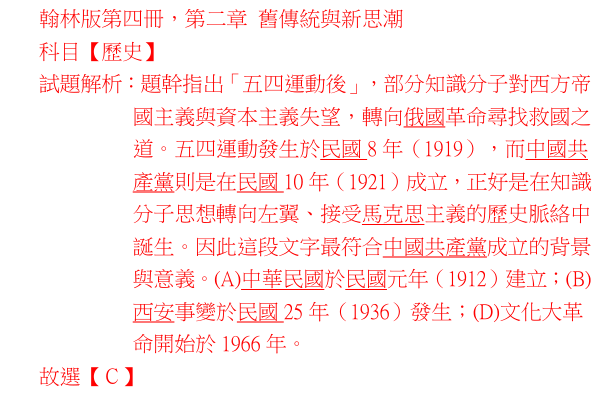 翰林版第四冊，第二章 舊傳統與新思潮
科目【歷史】
試題解析：題幹指出「五四運動後」，部分知識分子對西方帝
國主義與資本主義失望，轉向俄國革命尋找救國之
道。五四運動發生於民國 8 年（1919），而中國共
產黨則是在民國 10 年（1921）成立，正好是在知識
分子思想轉向左翼、接受馬克思主義的歷史脈絡中
誕生。因此這段文字最符合中國共產黨成立的背景
與意義。(A)中華民國於民國元年（1912）建立；(B)
西安事變於民國 25 年（1936）發生；(D)文化大革
命開始於 1966 年。
故選【 C 】